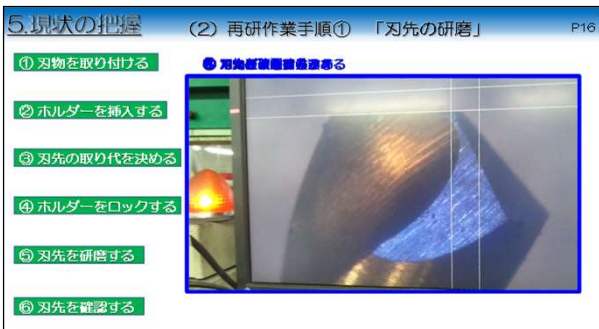 5.現状の把握
(2) 再研作業手順① 「刃先の研磨」
P16
① 刃物を取り付ける
② ホルダーを挿入する
③ 刃先の取り代を決める
④ ホルダーをロックする
⑤ 刃先を研磨する
⑥ 刃先を確認する